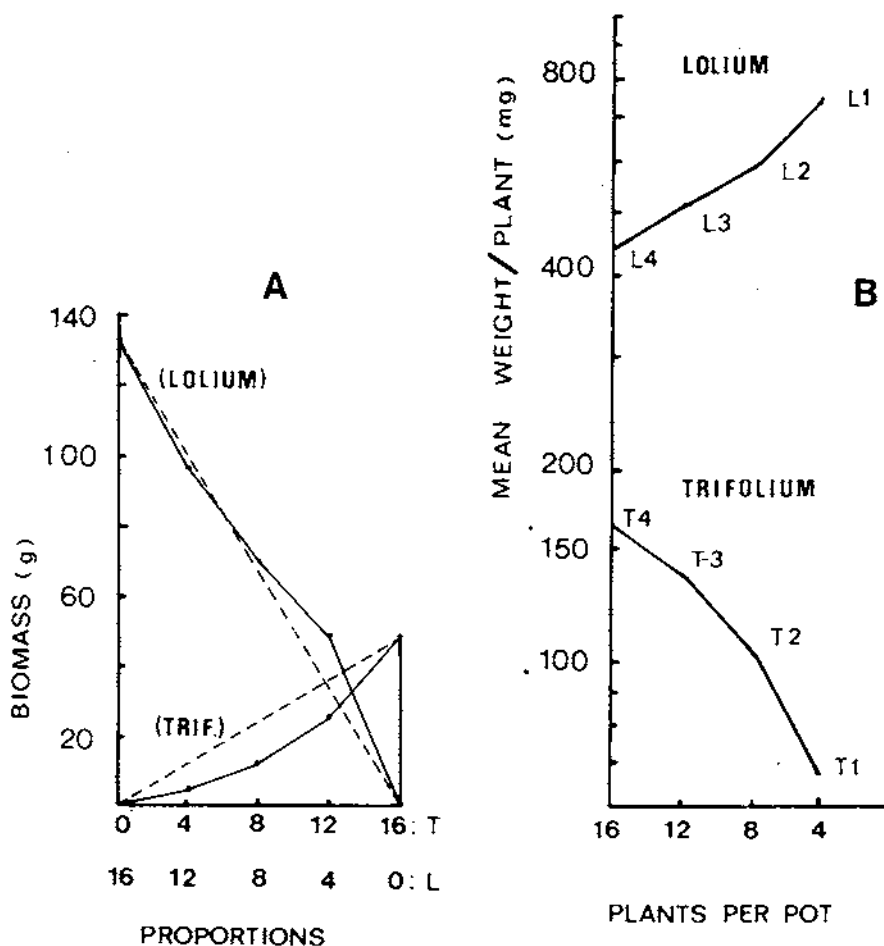 A
140
100
60
20
BIOMASS (g)
(LOLIUM)
(TRIF.)
0 4 8 12 16: T
16 12 8 4 0: L
PROPORTIONS
B
800
400
200
150
100
MEAN WEIGHT/PLANT (mg)
LOLIUM
L1
L2
L3
L4
TRIFOLIUM
T4
T-3
T2
T1
16 12 8 4
PLANTS PER POT